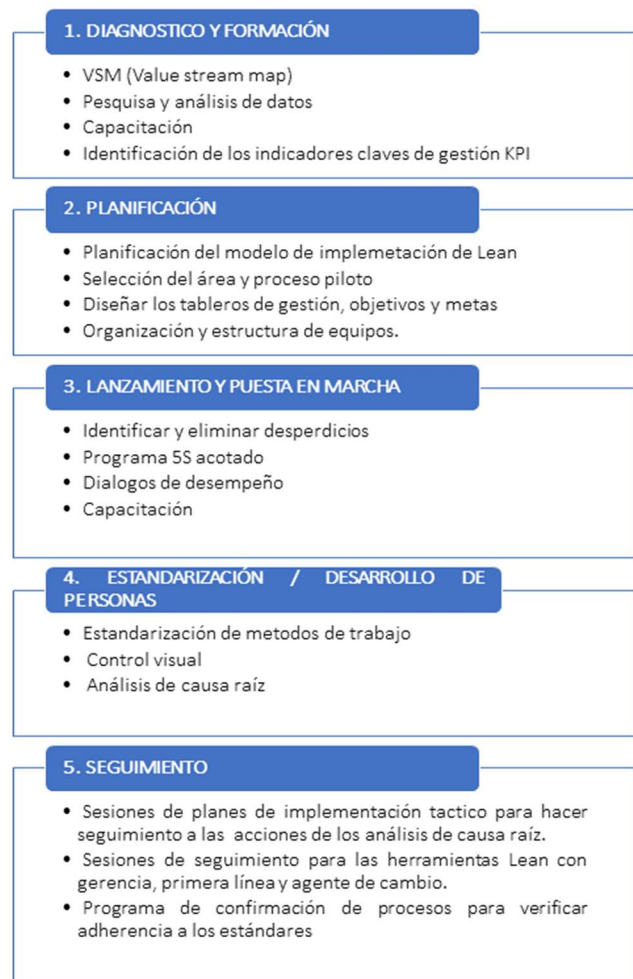 1. DIAGNOSTICO Y FORMACIÓN
• VSM (Value stream map)
• Pesquisa y análisis de datos
• Capacitación
• Identificación de los indicadores claves de gestión KPI
2. PLANIFICACIÓN
• Planificación del modelo de implemetación de Lean
• Selección del área y proceso piloto
• Diseñar los tableros de gestión, objetivos y metas
• Organización y estructura de equipos.
3. LANZAMIENTO Y PUESTA EN MARCHA
• Identificar y eliminar desperdicios
• Programa 5S acotado
• Dialogos de desempeño
• Capacitación
4. ESTANDARIZACIÓN / DESARROLLO DE
PERSONAS
• Estandarización de metodos de trabajo
• Control visual
• Análisis de causa raíz
5. SEGUIMIENTO
• Sesiones de planes de implementación tactico para hacer
seguimiento a las acciones de los análisis de causa raíz.
• Sesiones de seguimiento para las herramientas Lean con
gerencia, primera línea y agente de cambio.
• Programa de confirmación de procesos para verificar
adherencia a los estándares